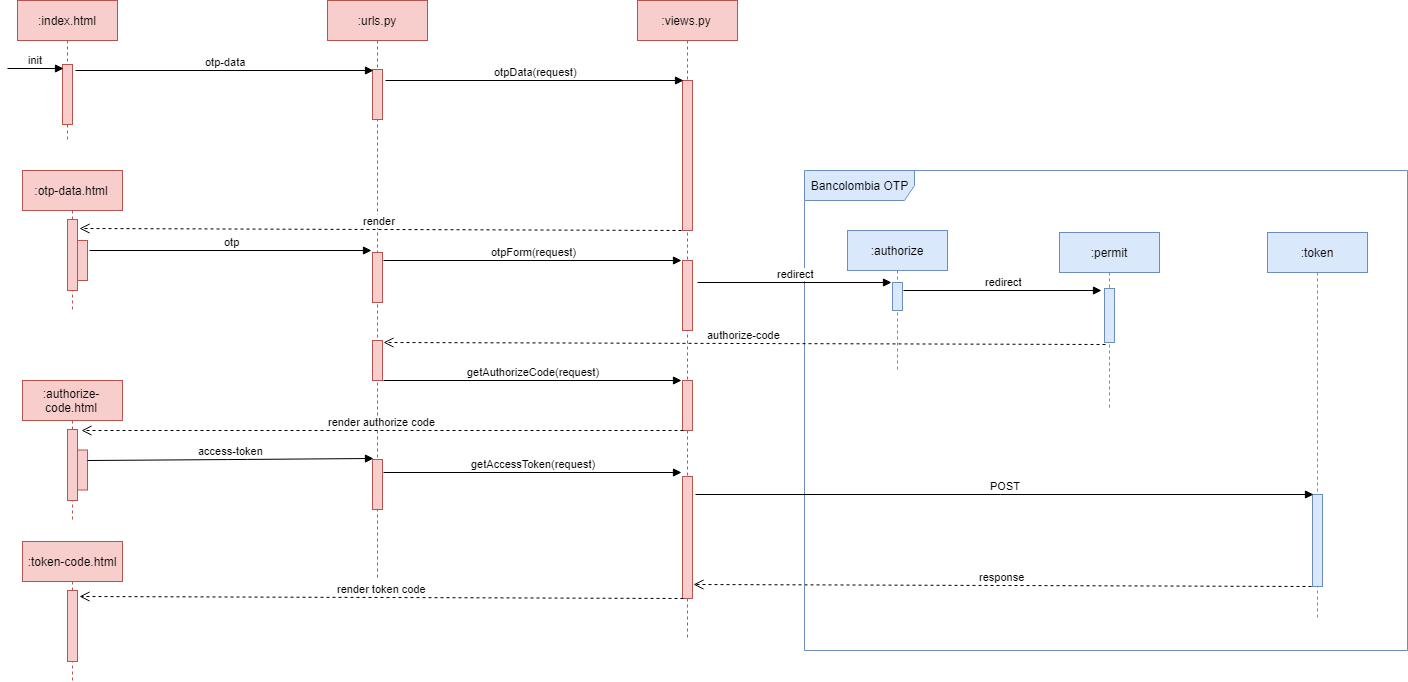 :index.html
:urls.py
:views.py
init
otp-data
otpData(request)
:otp-data.html
Bancolombia OTP
render
otp
otpForm(request)
:authorize
:permit
:token
redirect
redirect
authorize-code
getAuthorizeCode(request)
:authorize-
code.html
render authorize code
access-token
getAccessToken(request)
POST
:token-code.html
response
render token code